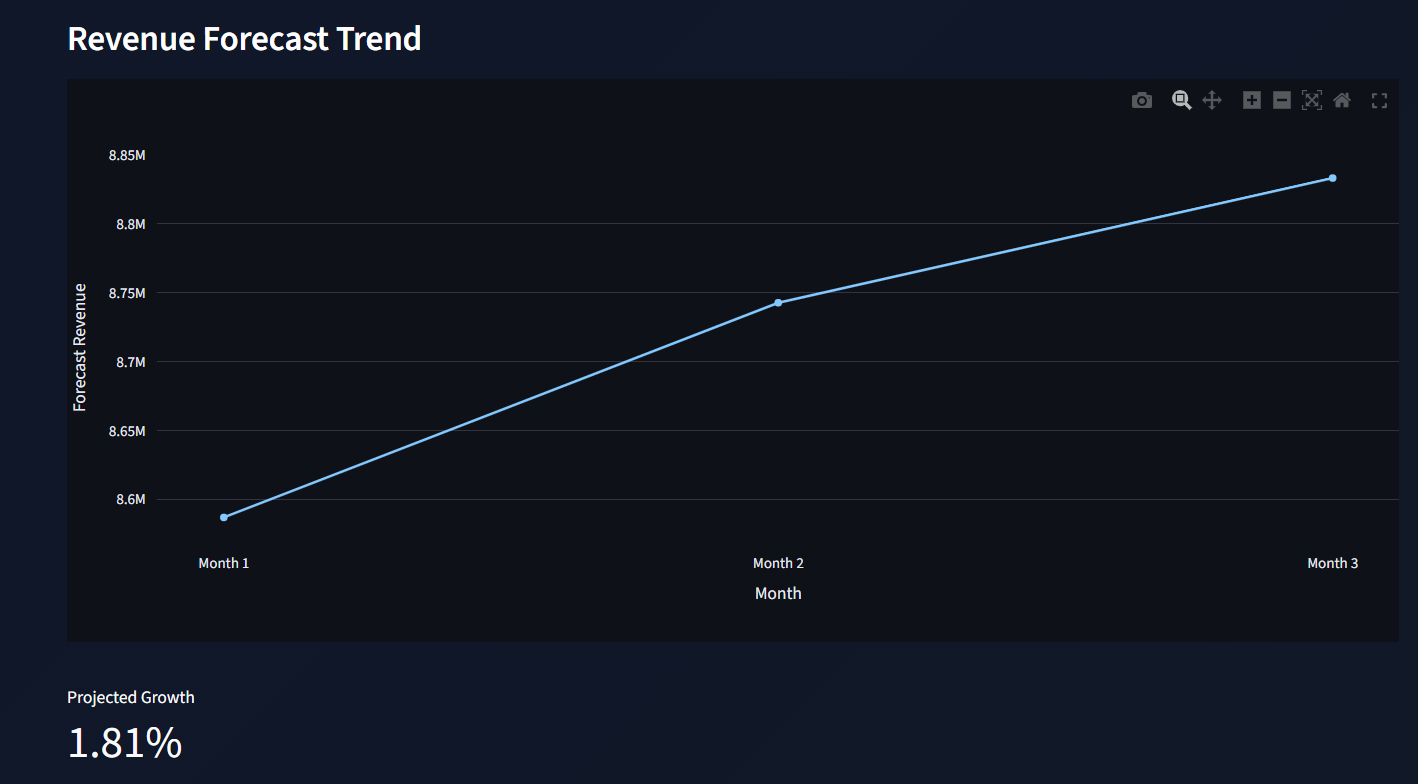 Revenue Forecast Trend
8.85M
8.8M
8.75M
8.7M
8.65M
8.6M
Forecast Revenue
Month 1
Month 2
Month 3
Month
Projected Growth
1.81%